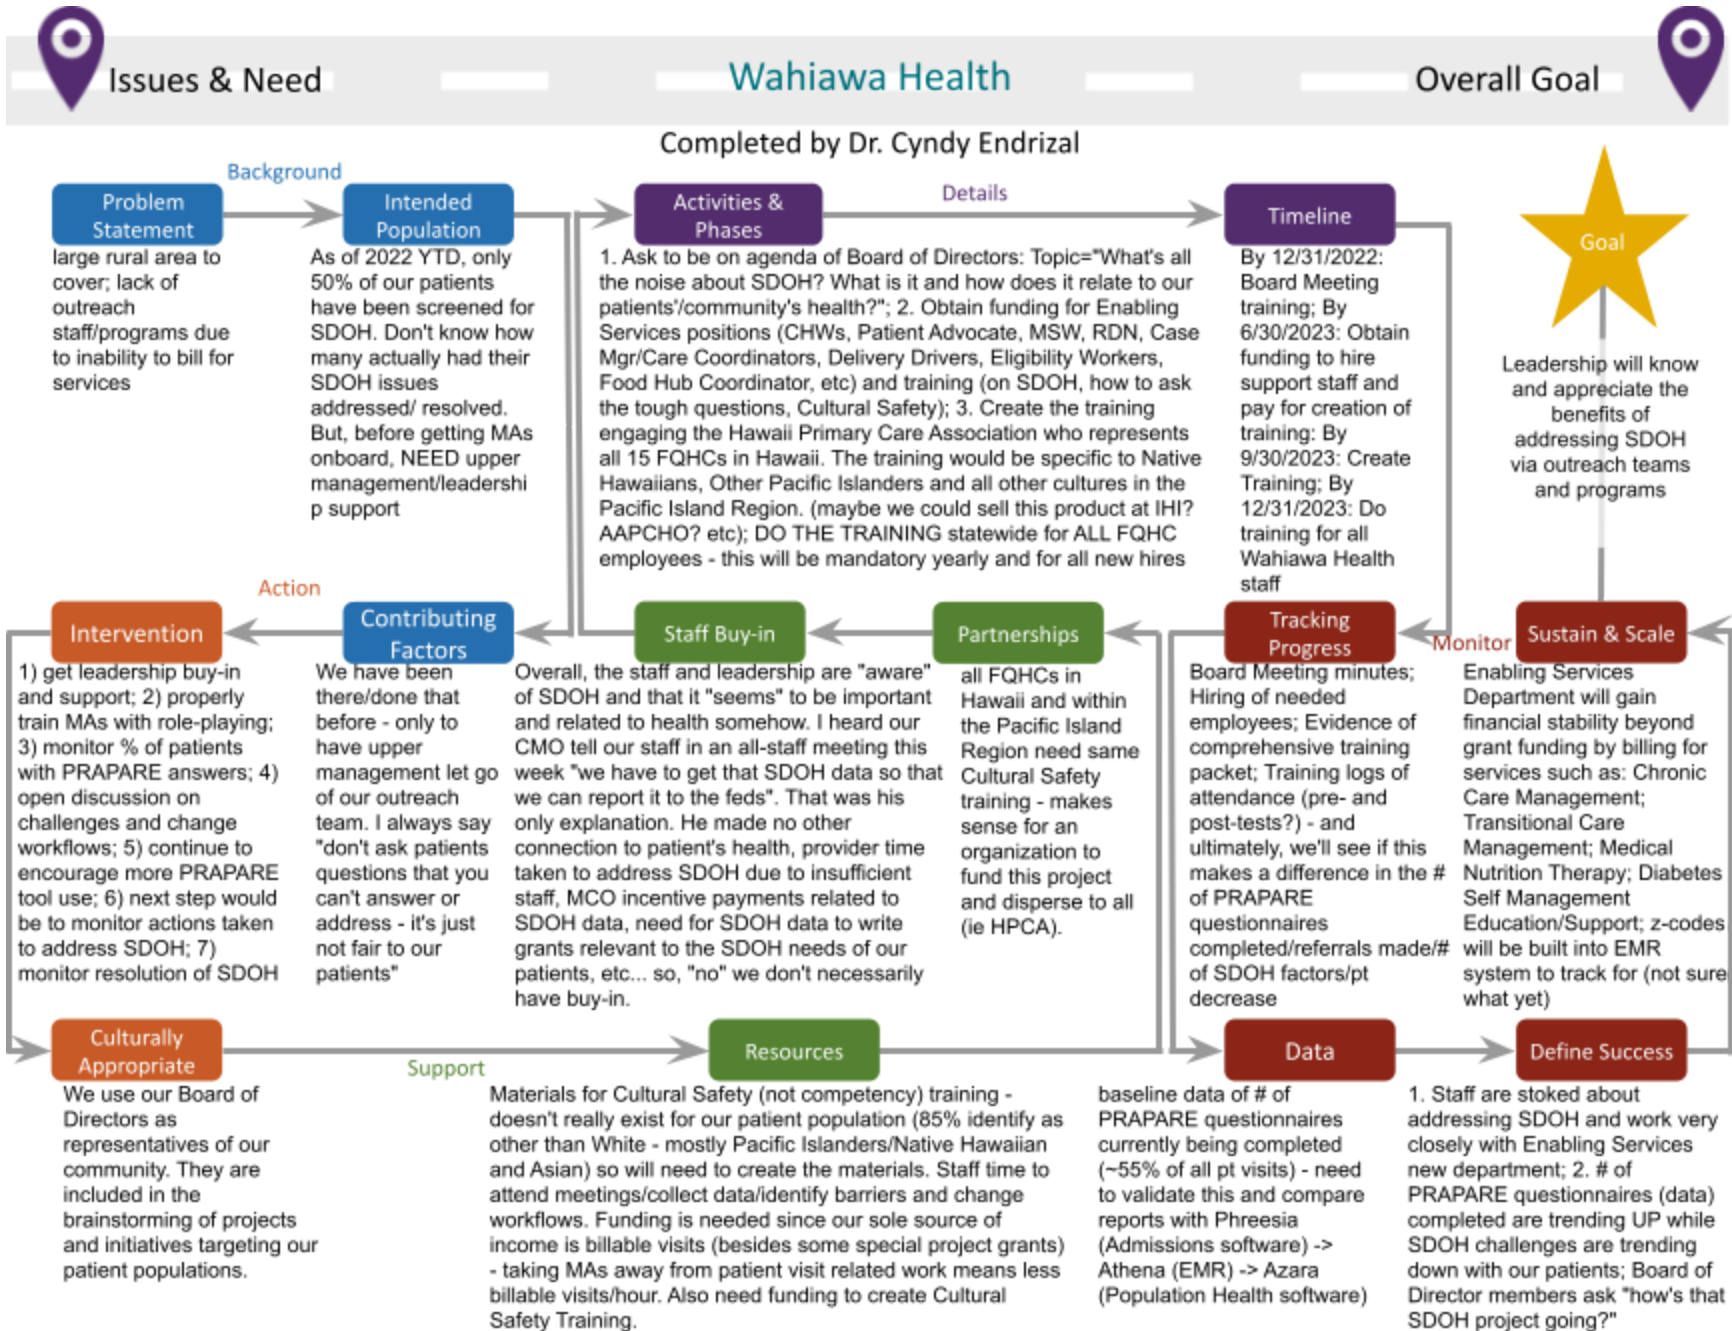 Issues & Need
Wahiawa Health
Overall Goal
Completed by Dr. Cyndy Endrizal
Background
Problem
Statement
large rural area to
cover; lack of
outreach
staff/programs due
to inability to bill for
services
Intended
Population
As of 2022 YTD, only
50% of our patients
have been screened for
SDOH. Don't know how
many actually had their
SDOH issues
addressed/ resolved.
But, before getting MAs
onboard, NEED upper
management/leadershi
p support
Details
Activities &
Phases
1. Ask to be on agenda of Board of Directors: Topic="What's all
the noise about SDOH? What is it and how does it relate to our
patients'/community's health?"; 2. Obtain funding for Enabling
Services positions (CHWs, Patient Advocate, MSW, RDN, Case
Mgr/Care Coordinators, Delivery Drivers, Eligibility Workers,
Food Hub Coordinator, etc) and training (on SDOH, how to ask
the tough questions, Cultural Safety); 3. Create the training
engaging the Hawaii Primary Care Association who represents
all 15 FQHCs in Hawaii. The training would be specific to Native
Hawaiians, Other Pacific Islanders and all other cultures in the
Pacific Island Region. (maybe we could sell this product at IHI?
AAPCHO? etc); DO THE TRAINING statewide for ALL FQHC
employees - this will be mandatory yearly and for all new hires
Timeline
By 12/31/2022:
Board Meeting
training; By
6/30/2023: Obtain
funding to hire
support staff and
pay for creation of
training: By
9/30/2023: Create
Training; By
12/31/2023: Do
training for all
Wahiawa Health
staff
Goal
Leadership will know
and appreciate the
benefits of
addressing SDOH
via outreach teams
and programs
Action
Intervention
1) get leadership buy-in
and support; 2) properly
train MAs with role-playing;
3) monitor % of patients
with PRAPARE answers; 4)
open discussion on
challenges and change
workflows; 5) continue to
encourage more PRAPARE
tool use; 6) next step would
be to monitor actions taken
to address SDOH; 7)
monitor resolution of SDOH
Contributing
Factors
We have been
there/done that
before - only to
have upper
management let go
of our outreach
team. I always say
"don't ask patients
questions that you
can't answer or
address - it's just
not fair to our
patients"
Staff Buy-in
Overall, the staff and leadership are "aware"
of SDOH and that it "seems" to be important
and related to health somehow. I heard our
CMO tell our staff in an all-staff meeting this
week "we have to get that SDOH data so that
we can report it to the feds". That was his
only explanation. He made no other
connection to patient's health, provider time
taken to address SDOH due to insufficient
staff, MCO incentive payments related to
SDOH data, need for SDOH data to write
grants relevant to the SDOH needs of our
patients, etc... so, "no" we don't necessarily
have buy-in.
Partnerships
all FQHCs in
Hawaii and within
the Pacific Island
Region need same
Cultural Safety
training - makes
sense for an
organization to
fund this project
and disperse to all
(ie HPCA).
Tracking
Progress
Board Meeting minutes;
Hiring of needed
employees; Evidence of
comprehensive training
packet; Training logs of
attendance (pre- and
post-tests?) - and
ultimately, we'll see if this
makes a difference in the #
of PRAPARE
questionnaires
completed/referrals made/#
of SDOH factors/pt
decrease
Monitor
Sustain & Scale
Enabling Services
Department will gain
financial stability beyond
grant funding by billing for
services such as: Chronic
Care Management;
Transitional Care
Management; Medical
Nutrition Therapy; Diabetes
Self Management
Education/Support; z-codes
will be built into EMR
system to track for (not sure
what yet)
Culturally
Appropriate
We use our Board of
Directors as
representatives of our
community. They are
included in the
brainstorming of projects
and initiatives targeting our
patient populations.
Support
Resources
Materials for Cultural Safety (not competency) training -
doesn't really exist for our patient population (85% identify as
other than White - mostly Pacific Islanders/Native Hawaiian
and Asian) so will need to create the materials. Staff time to
attend meetings/collect data/identify barriers and change
workflows. Funding is needed since our sole source of
income is billable visits (besides some special project grants)
- taking MAs away from patient visit related work means less
billable visits/hour. Also need funding to create Cultural
Safety Training.
Data
baseline data of # of
PRAPARE questionnaires
currently being completed
(~55% of all pt visits) - need
to validate this and compare
reports with Phreesia
(Admissions software) ->
Athena (EMR) -> Azara
(Population Health software)
Define Success
1. Staff are stoked about
addressing SDOH and work very
closely with Enabling Services
new department; 2. # of
PRAPARE questionnaires (data)
completed are trending UP while
SDOH challenges are trending
down with our patients; Board of
Director members ask "how's that
SDOH project going?"